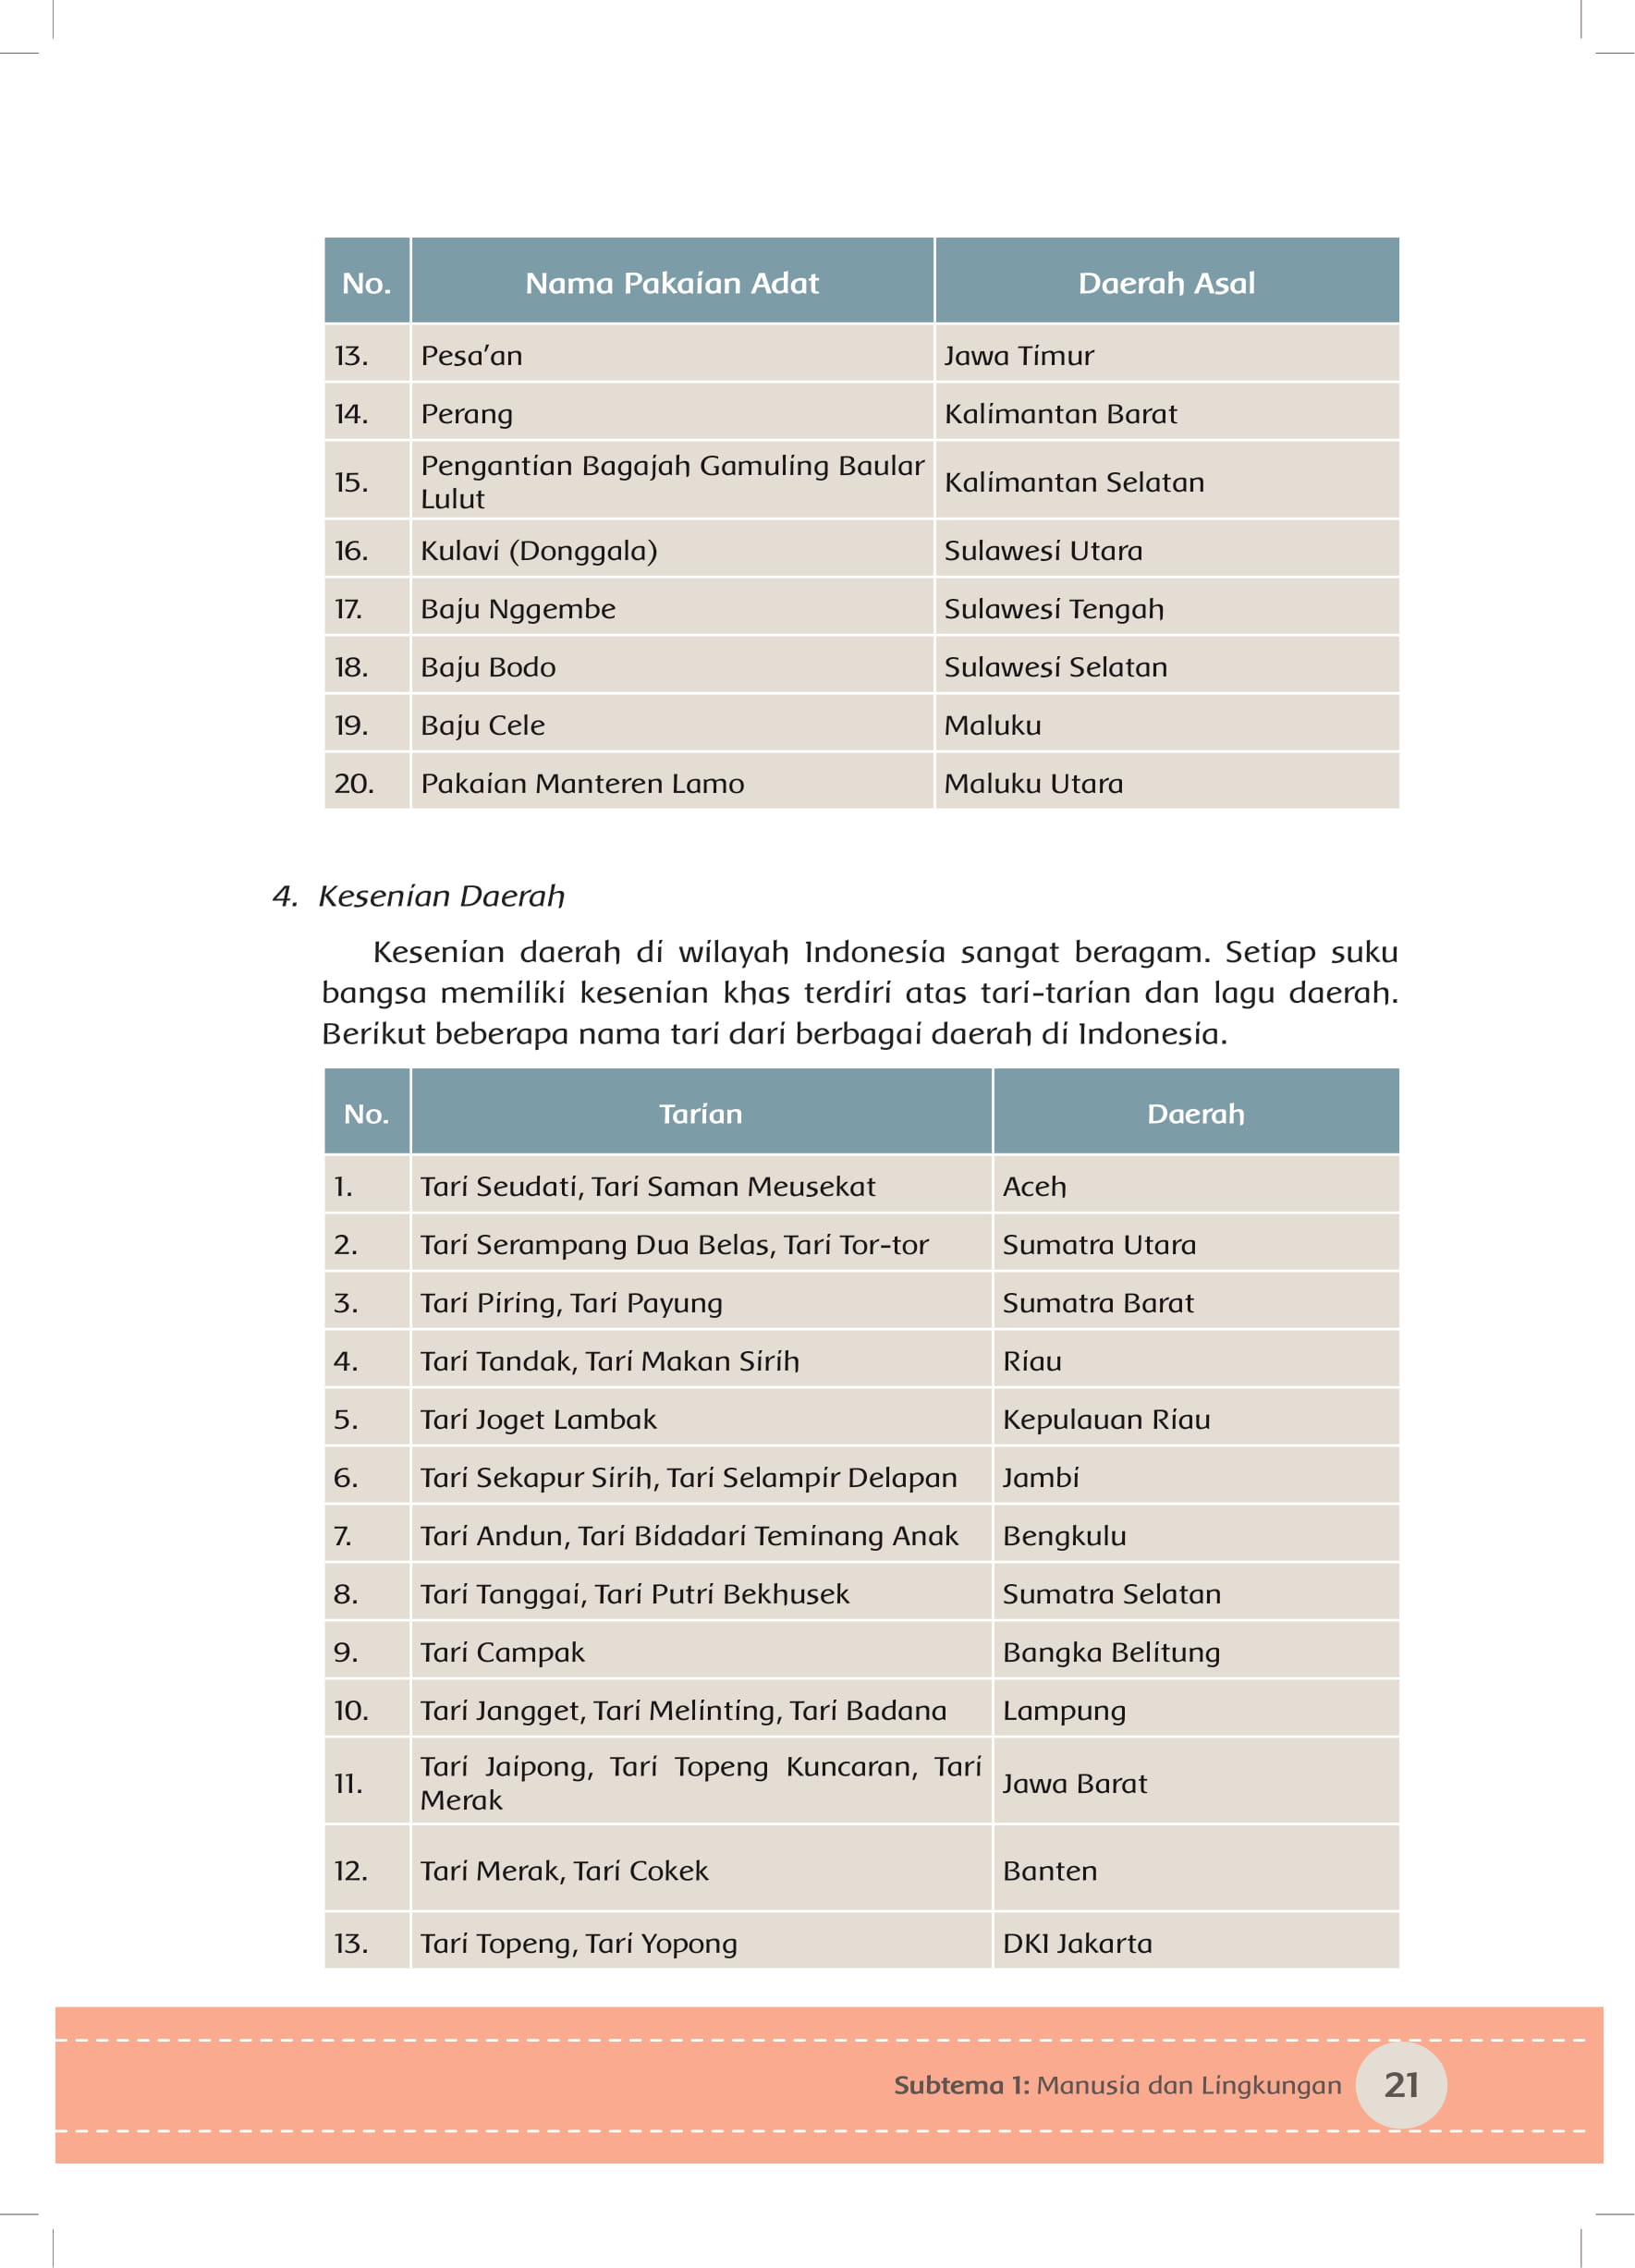 No. Nama Pakaian Adat Daerah Asal
13. Pesa’an Jawa Timur
14. Perang Kalimantan Barat
15. Pengantian Bagajah Gamuling Baular
Lulut Kalimantan Selatan
16. Kulavi (Donggala) Sulawesi Utara
17. Baju Nggembe Sulawesi Tengah
18. Baju Bodo Sulawesi Selatan
19. Baju Cele Maluku
20. Pakaian Manteren Lamo Maluku Utara
4. Kesenian Daerah
Kesenian daerah di wilayah Indonesia sangat beragam. Setiap suku
bangsa memiliki kesenian khas terdiri atas tari-tarian dan lagu daerah.
Berikut beberapa nama tari dari berbagai daerah di Indonesia.
No. Tarian Daerah
1. Tari Seudati, Tari Saman Meusekat Aceh
2. Tari Serampang Dua Belas, Tari Tor-tor Sumatra Utara
3. Tari Piring, Tari Payung Sumatra Barat
4. Tari Tandak, Tari Makan Sirih Riau
5. Tari Joget Lambak Kepulauan Riau
6. Tari Sekapur Sirih, Tari Selampir Delapan Jambi
7. Tari Andun, Tari Bidadari Teminang Anak Bengkulu
8. Tari Tanggai, Tari Putri Bekhusek Sumatra Selatan
9. Tari Campak Bangka Belitung
10. Tari Jangget, Tari Melinting, Tari Badana Lampung
11. Tari Jaipong, Tari Topeng Kuncaran, Tari
Merak Jawa Barat
12. Tari Merak, Tari Cokek Banten
13. Tari Topeng, Tari Yopong DKI Jakarta
Subtema 1: Manusia dan Lingkungan 21